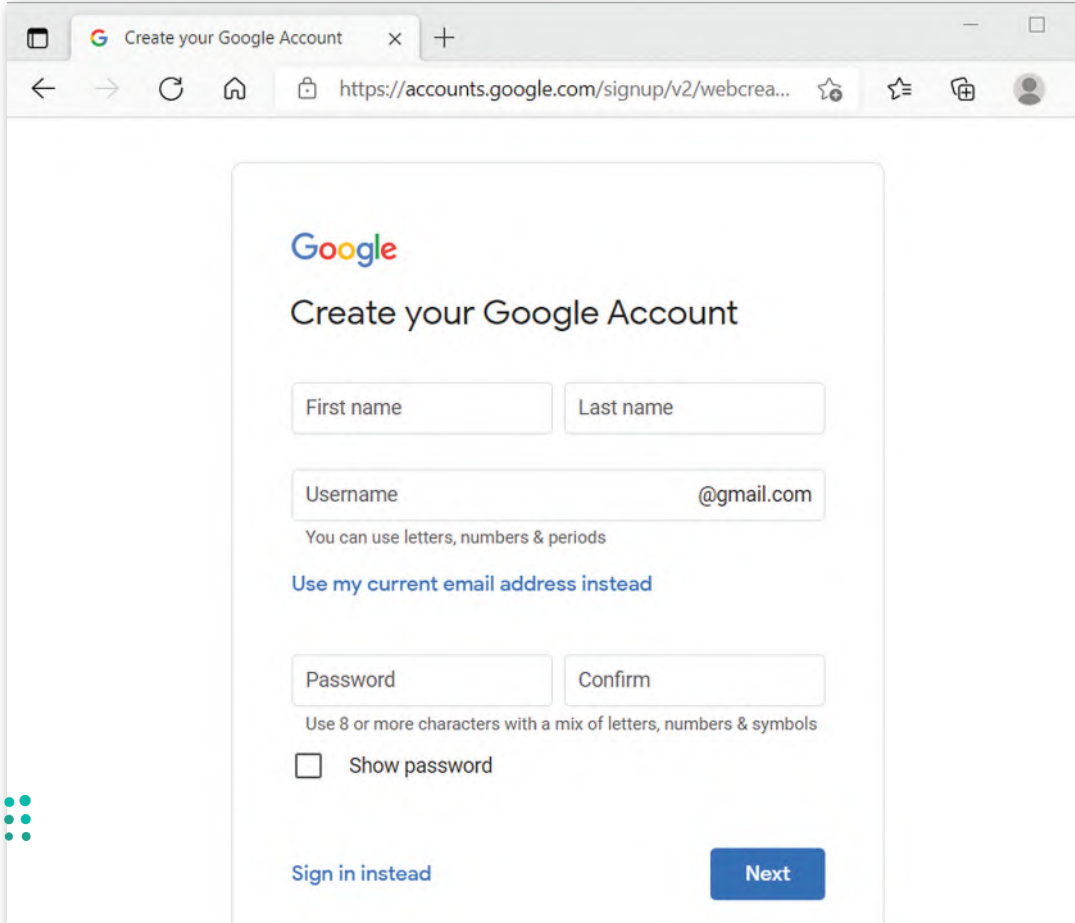 Create your Google Account
https://accounts.google.com/signup/v2/webcrea...
Google
Create your Google Account
First name Last name
Username @gmail.com
You can use letters, numbers & periods
Use my current email address instead
Password Confirm
Use 8 or more characters with a mix of letters, numbers & symbols
Show password
Sign in instead Next